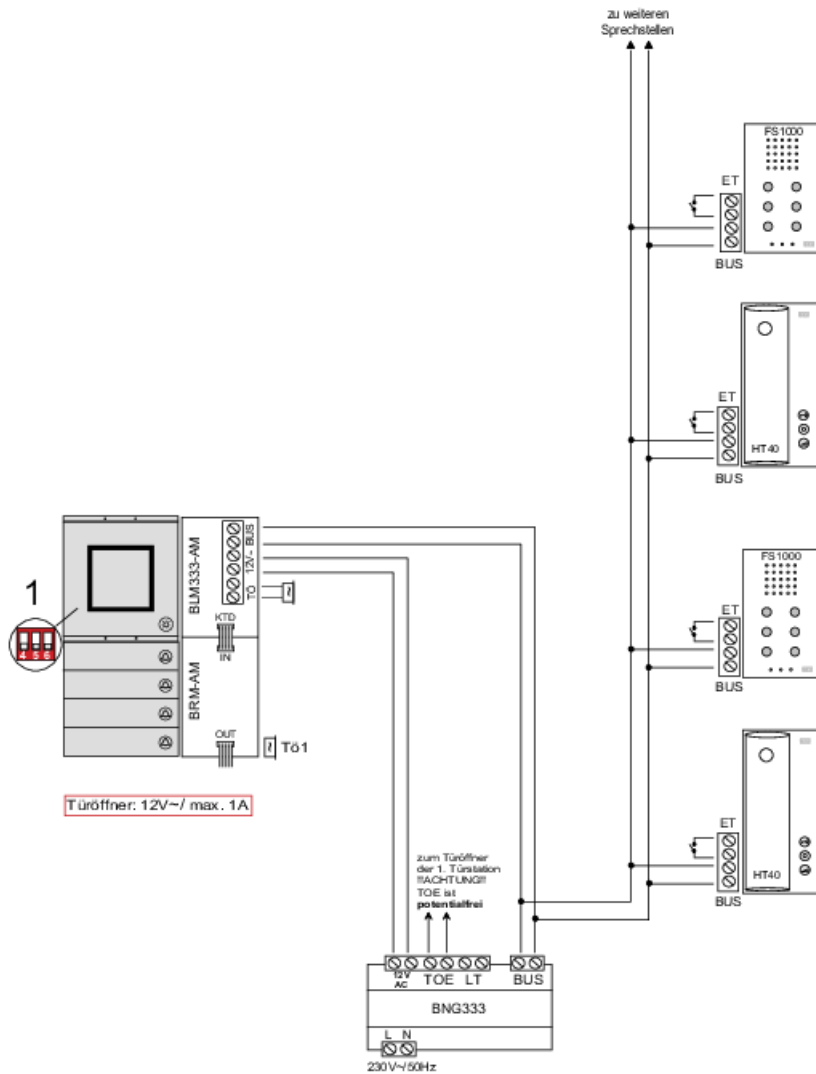 zu weiteren
Sprechstellen
FS1000
ET
BUS
ET
HT40
BUS
1
4 5 6
BLM333-AM
BUS
12V~
TÖ
KTD
IN
BRM-AM
OUT
Tö1
Türöffner: 12V~/ max. 1A
FS1000
ET
BUS
ET
HT40
BUS
zum Türöffner
der 1. Türstation
!!ACHTUNG!!
TOE ist
potentialfrei
12V
AC
TOE LT BUS
BNG333
L N
230V~/50Hz